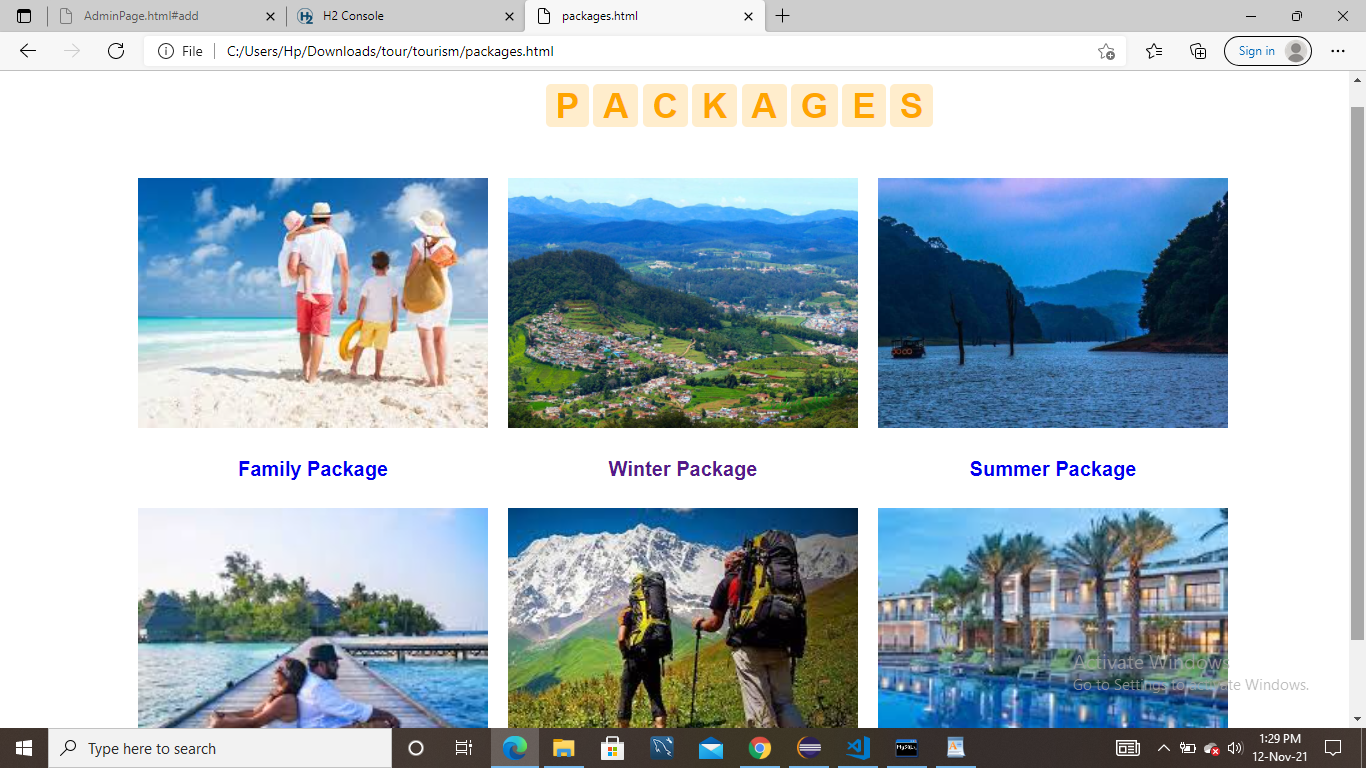 AdminPage.html#add
H2 Console
packages.html
File
C:/Users/Hp/Downloads/tour/tourism/packages.html
Sign in
PACKAGES
Family Package
Winter Package
Summer Package
Activate Windows
Go to Settings to activate Windows.
Type here to search
1:29 PM
12-Nov-21